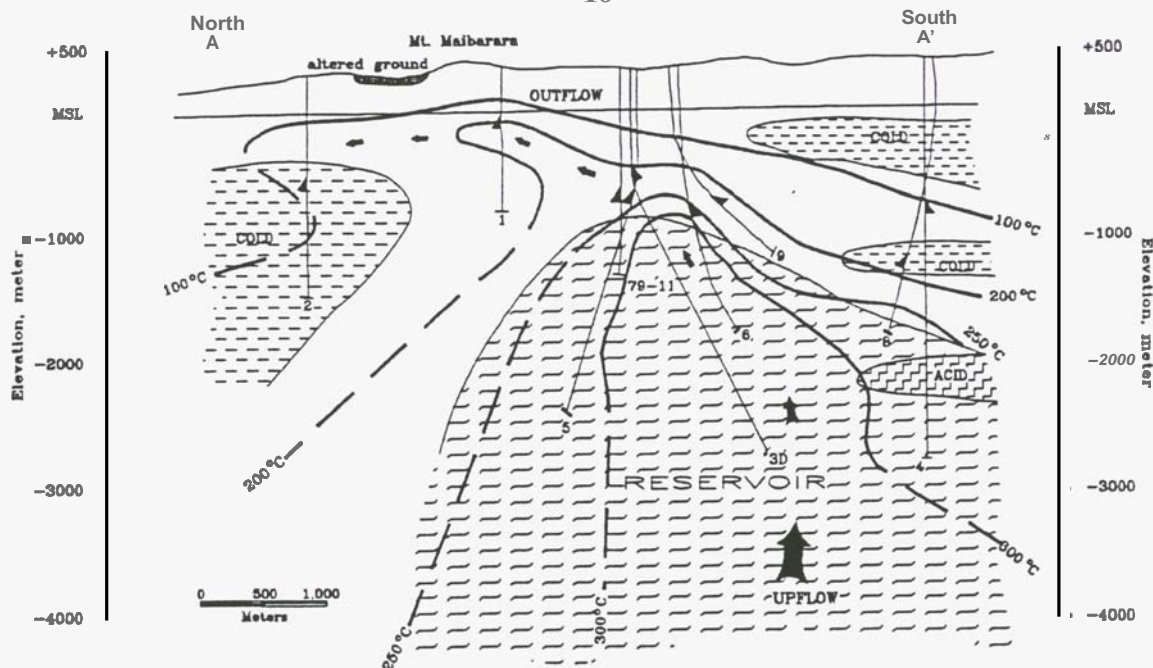 North
A
South
A'
Mt. Maibarara
altered ground
OUTFLOW
+500
MSL
-1000
-2000
-3000
-4000
Elevation, meter
+500
MSL
-1000
-2000
-3000
-4000
Elevation, meter
COLD
COLD
COLD
ACID
100°C
200°C
250°C
300°C
100°C
200°C
250°C
300°C
1
2
79-11
5
6
3D
9
8
4
RESERVOIR
UPFLOW
0 500 1,000
Meters